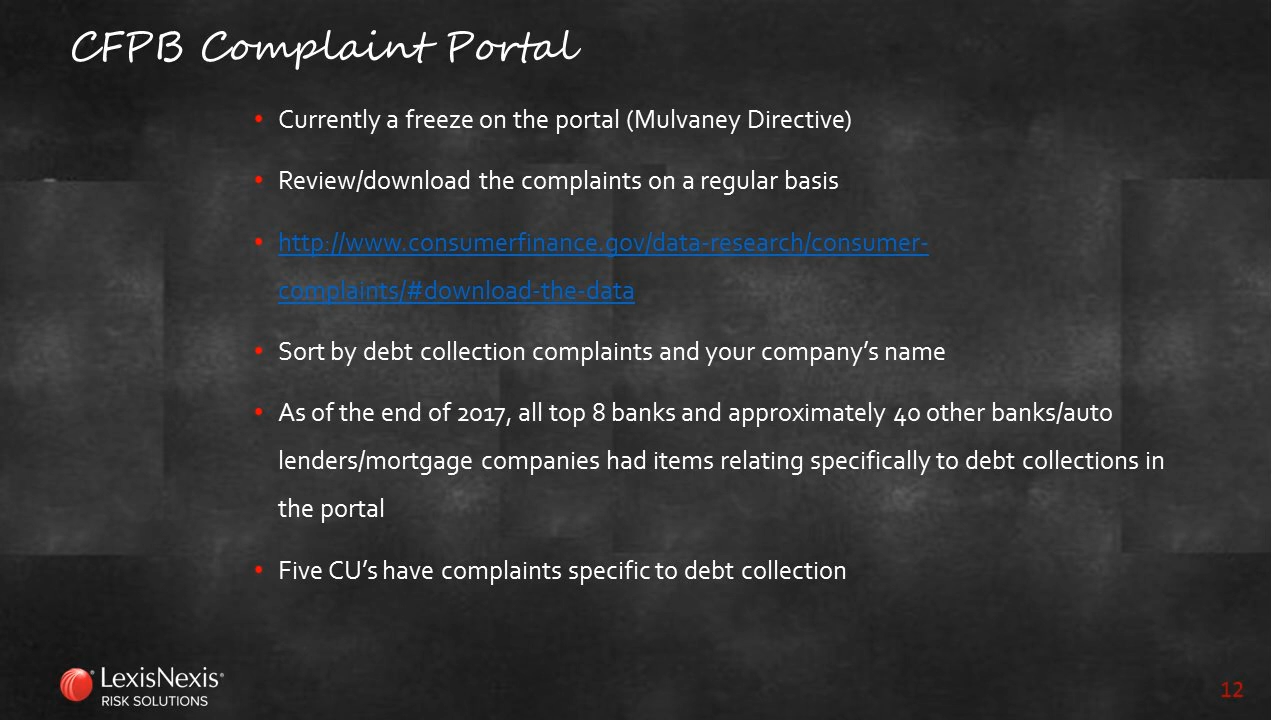 CFPB Complaint Portal
• Currently a freeze on the portal (Mulvaney Directive)
• Review/download the complaints on a regular basis
• http://www.consumerfinance.gov/data-research/consumer-
complaints/#download-the-data
• Sort by debt collection complaints and your company’s name
• As of the end of 2017, all top 8 banks and approximately 40 other banks/auto
lenders/mortgage companies had items relating specifically to debt collections in
the portal
• Five CU’s have complaints specific to debt collection
LexisNexis®
RISK SOLUTIONS
12